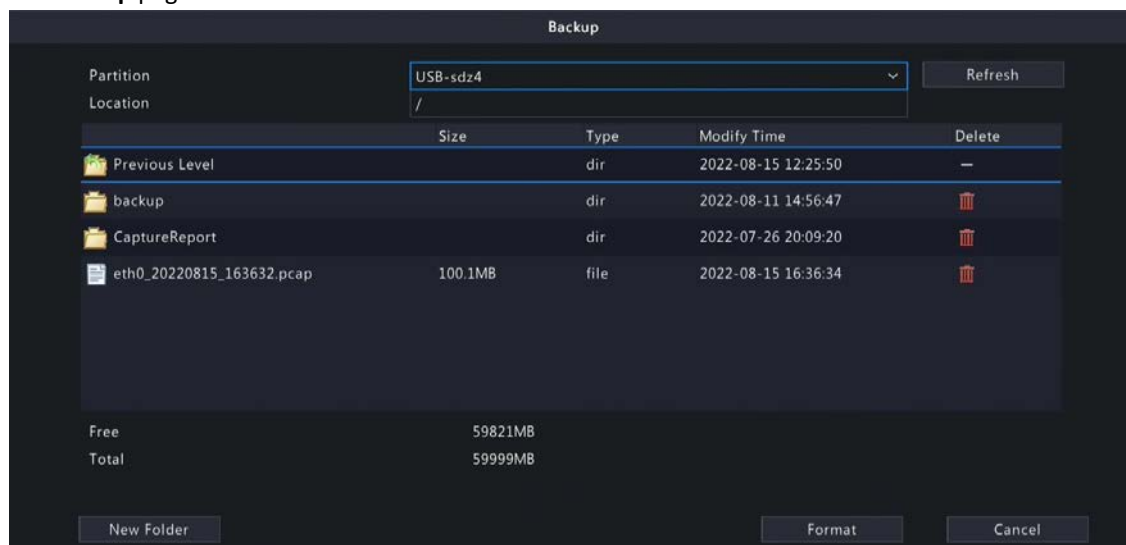 Backup
Partition USB-sdz4 Refresh
Location /
Size Type Modify Time Delete
Previous Level dir 2022-08-15 12:25:50 —
backup dir 2022-08-11 14:56:47
CaptureReport dir 2022-07-26 20:09:20
eth0_20220815_163632.pcap 100.1MB file 2022-08-15 16:36:34
Free 59821MB
Total 59999MB
New Folder Format Cancel